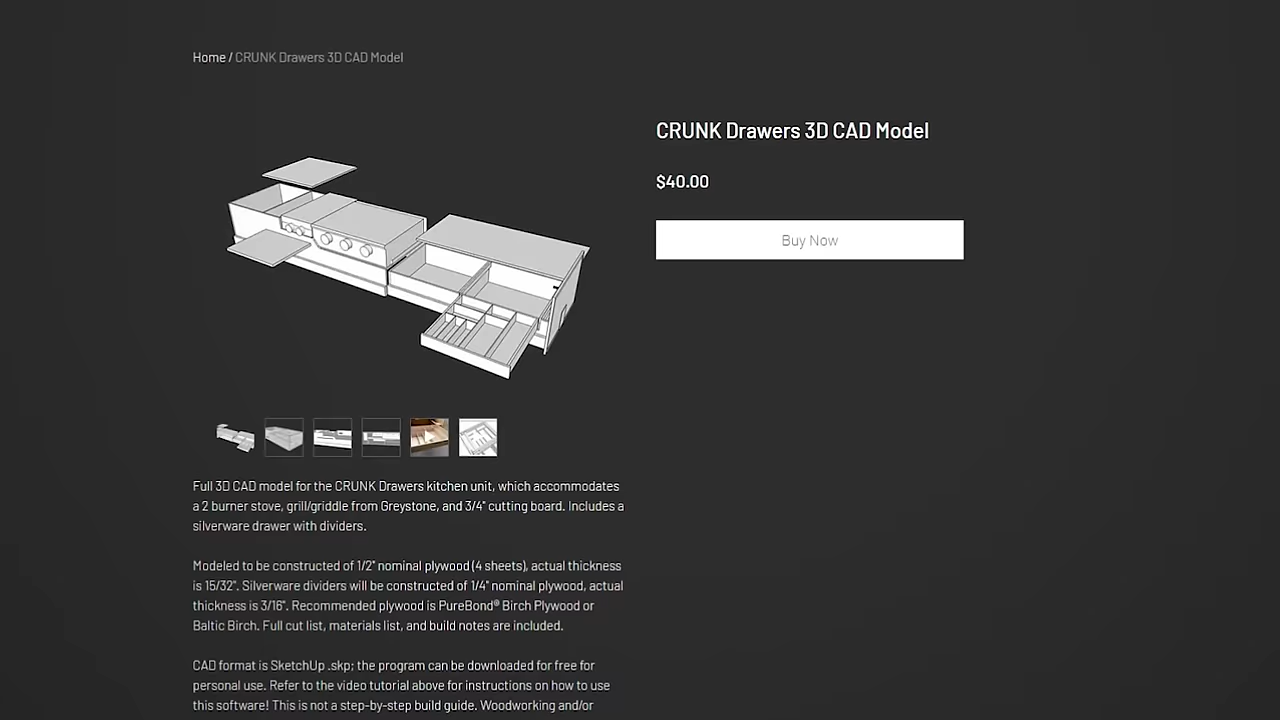 Home / CRUNK Drawers 3D CAD Model
CRUNK Drawers 3D CAD Model
$40.00
Buy Now
Full 3D CAD model for the CRUNK Drawers kitchen unit, which accommodates
a 2 burner stove, grill/griddle from Greystone, and 3/4" cutting board. Includes a
silverware drawer with dividers.
Modeled to be constructed of 1/2" nominal plywood (4 sheets), actual thickness
is 15/32". Silverware dividers will be constructed of 1/4" nominal plywood, actual
thickness is 3/16". Recommended plywood is PureBond® Birch Plywood or
Baltic Birch. Full cut list, materials list, and build notes are included.
CAD format is SketchUp .skp; the program can be downloaded for free for
personal use. Refer to the video tutorial above for instructions on how to use
this software! This is not a step-by-step build guide. Woodworking and/or